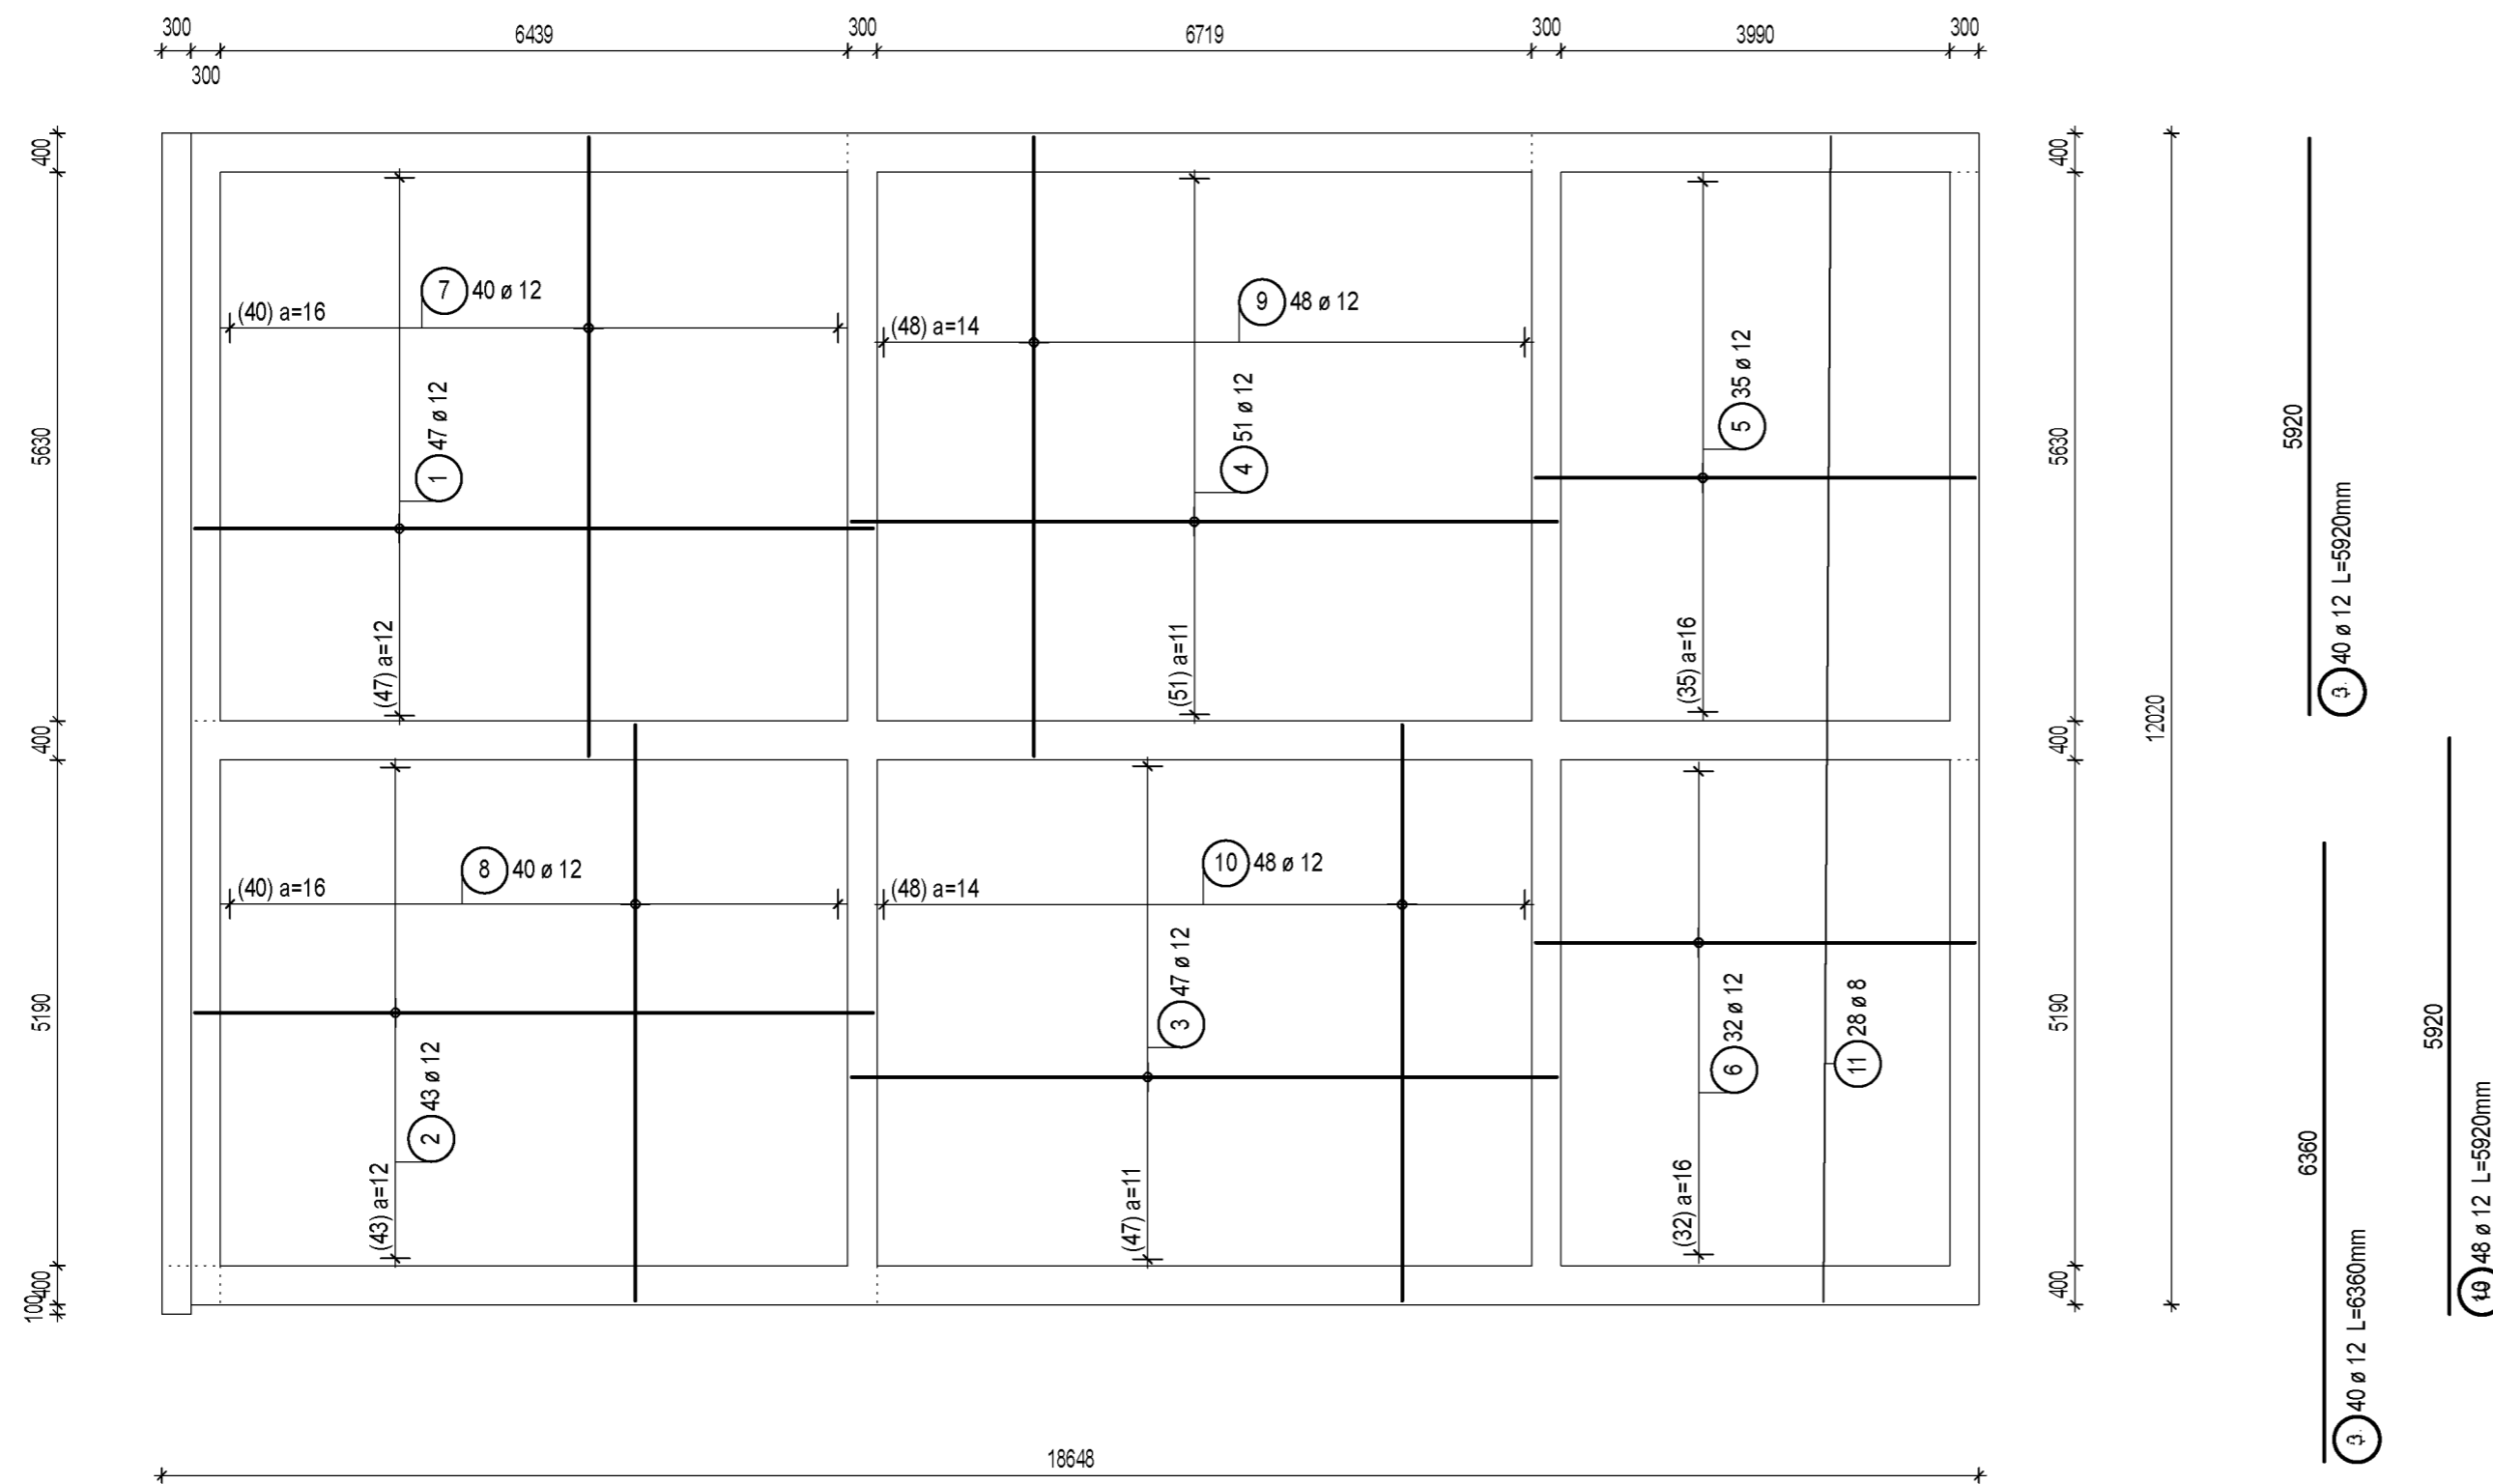 300
6439
300
6719
300
3990
300
300
400
5630
400
5190
400
100
7
40 ø 12
(40) a=16
1
47 ø 12
(47) a=12
9
48 ø 12
(48) a=14
4
51 ø 12
(51) a=11
5
35 ø 12
(35) a=16
8
40 ø 12
(40) a=16
2
43 ø 12
(43) a=12
10
48 ø 12
(48) a=14
3
47 ø 12
(47) a=11
6
32 ø 12
(32) a=16
11
28 ø 8
400
5630
400
5190
400
12020
5920
40 ø 12 L=5920mm
6360
40 ø 12 L=6360mm
5920
48 ø 12 L=5920mm
18648